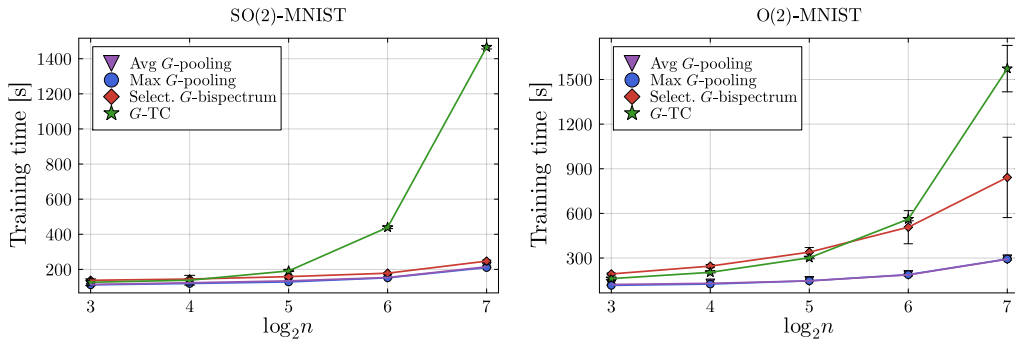 SO(2)-MNIST
Training time [s]
1400
1200
1000
800
600
400
200
Avg G-pooling
Max G-pooling
Select. G-bispectrum
G-TC
3 4 5 6 7
log₂n
O(2)-MNIST
Training time [s]
1500
1200
900
600
300
Avg G-pooling
Max G-pooling
Select. G-bispectrum
G-TC
3 4 5 6 7
log₂n